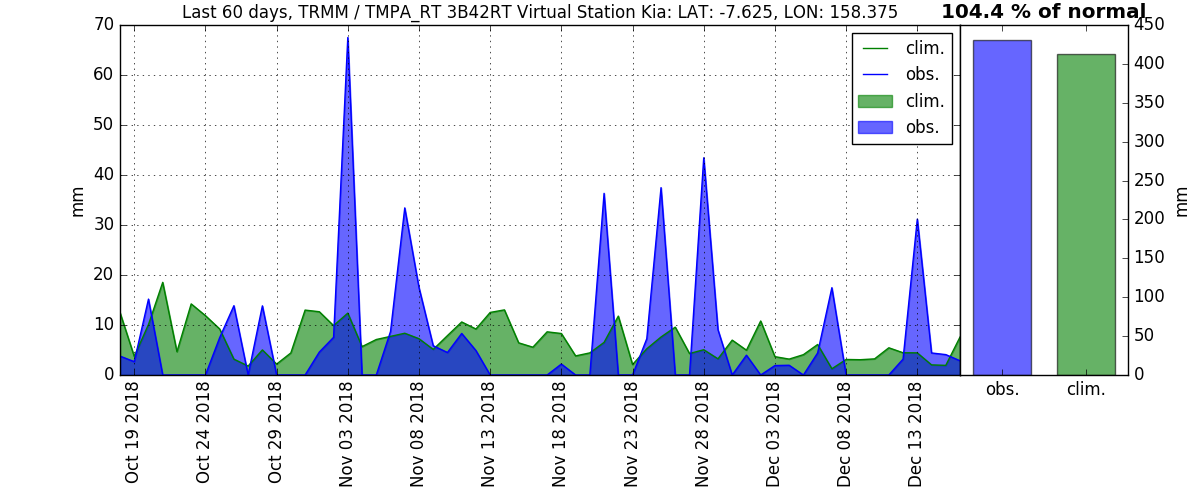 Last 60 days, TRMM / TMPA_RT 3B42RT Virtual Station Kia: LAT: -7.625, LON: 158.375
104.4 % of normal
70
60
50
40
30
20
10
0
mm
clim.
obs.
clim.
obs.
Oct 19 2018
Oct 24 2018
Oct 29 2018
Nov 03 2018
Nov 08 2018
Nov 13 2018
Nov 18 2018
Nov 23 2018
Nov 28 2018
Dec 03 2018
Dec 08 2018
Dec 13 2018
450
400
350
300
250
200
150
100
50
0
mm
obs.
clim.